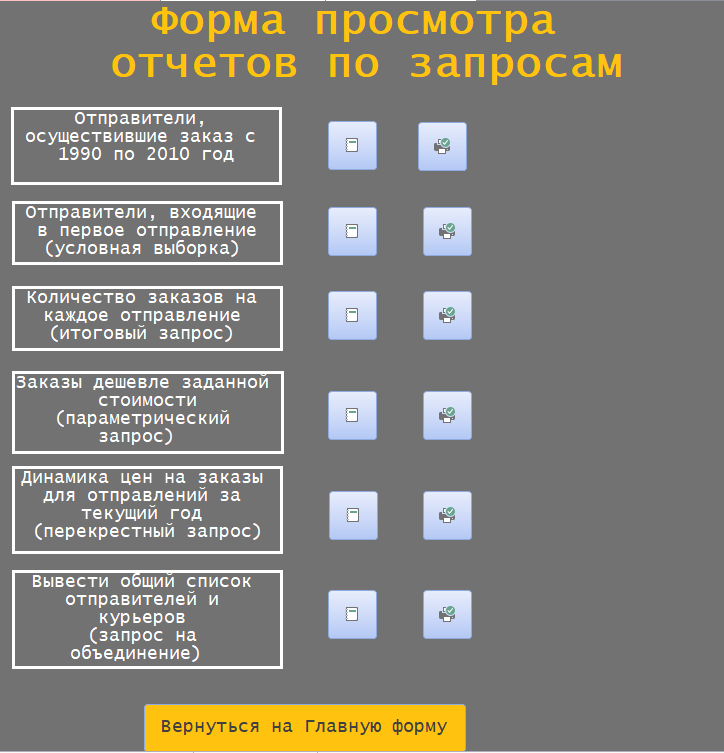 Форма просмотра
отчетов по запросам
Отправители,
осуществившие заказ с
1990 по 2010 год
Отправители, входящие
в первое отправление
(условная выборка)
Количество заказов на
каждое отправление
(итоговый запрос)
Заказы дешевле заданной
стоимости
(параметрический
запрос)
Динамика цен на заказы
для отправлений за
текущий год
(перекрестный запрос)
Вывести общий список
отправителей и
курьеров
(запрос на
объединение)
Вернуться на Главную форму